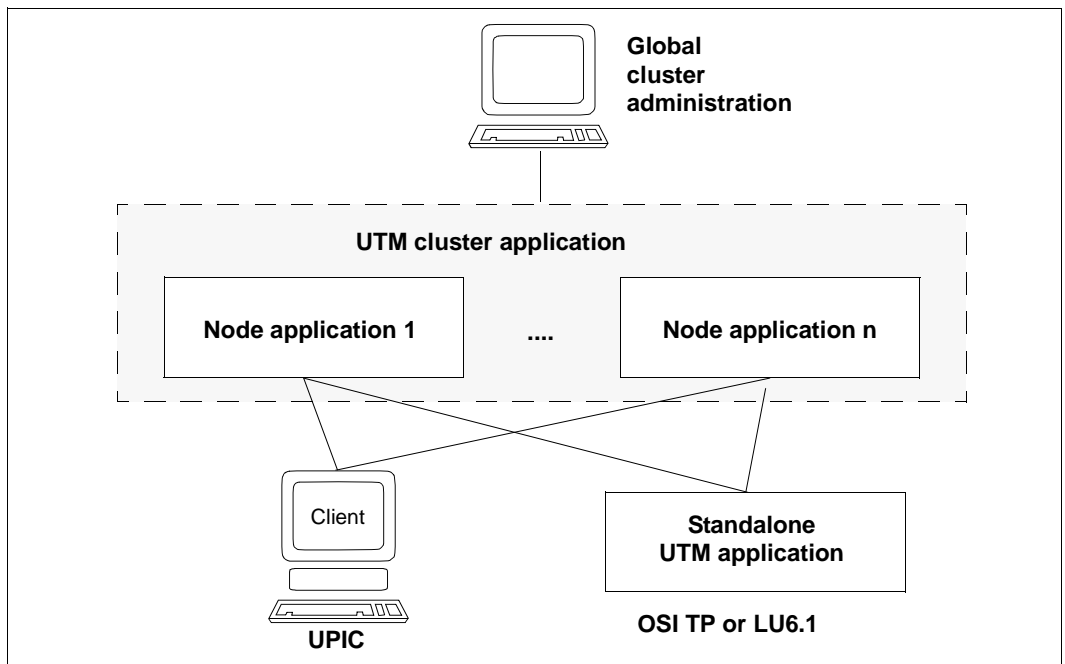 Global
cluster
administration
UTM cluster application
Node application 1
....
Node application n
Client
Standalone
UTM application
UPIC
OSI TP or LU6.1